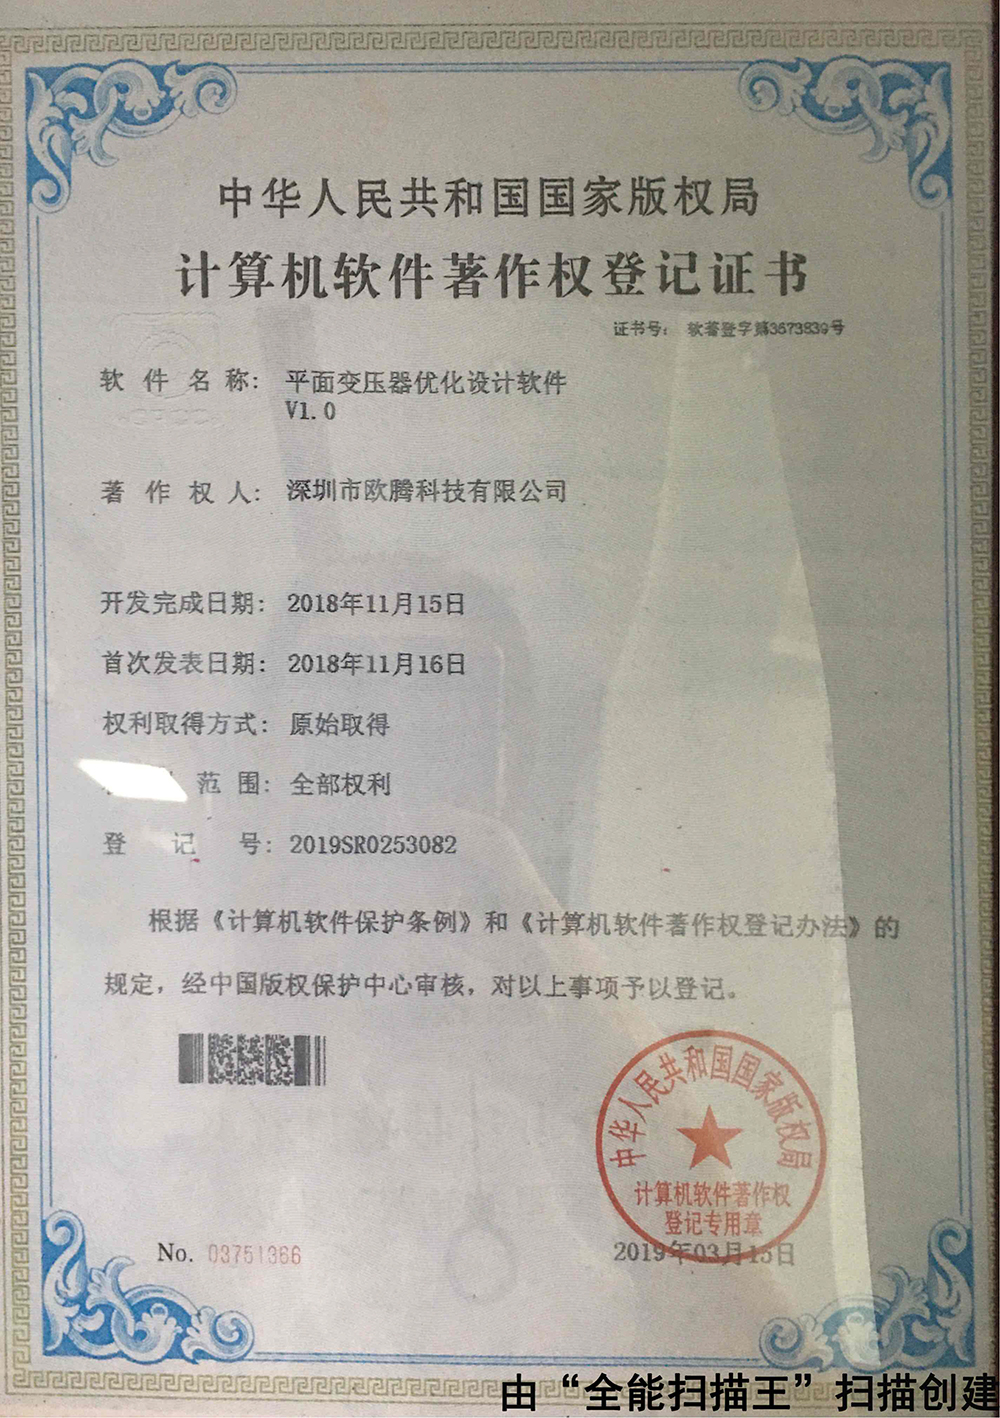 中华人民共和国国家版权局
计算机软件著作权登记证书
证书号： 软著登字第3673839号
软件名称： 平面变压器优化设计软件
V1.0
著作权人： 深圳市欧腾科技有限公司
开发完成日期： 2018年11月15日
首次发表日期： 2018年11月16日
权利取得方式： 原始取得
范围： 全部权利
登记号： 2019SR0253082
根据《计算机软件保护条例》和《计算机软件著作权登记办法》的
规定，经中国版权保护中心审核，对以上事项予以登记。
中华人民共和国国家版权局
计算机软件著作权
登记专用章
No. 03751366
2019年03月15日
由“全能扫描王”扫描创建